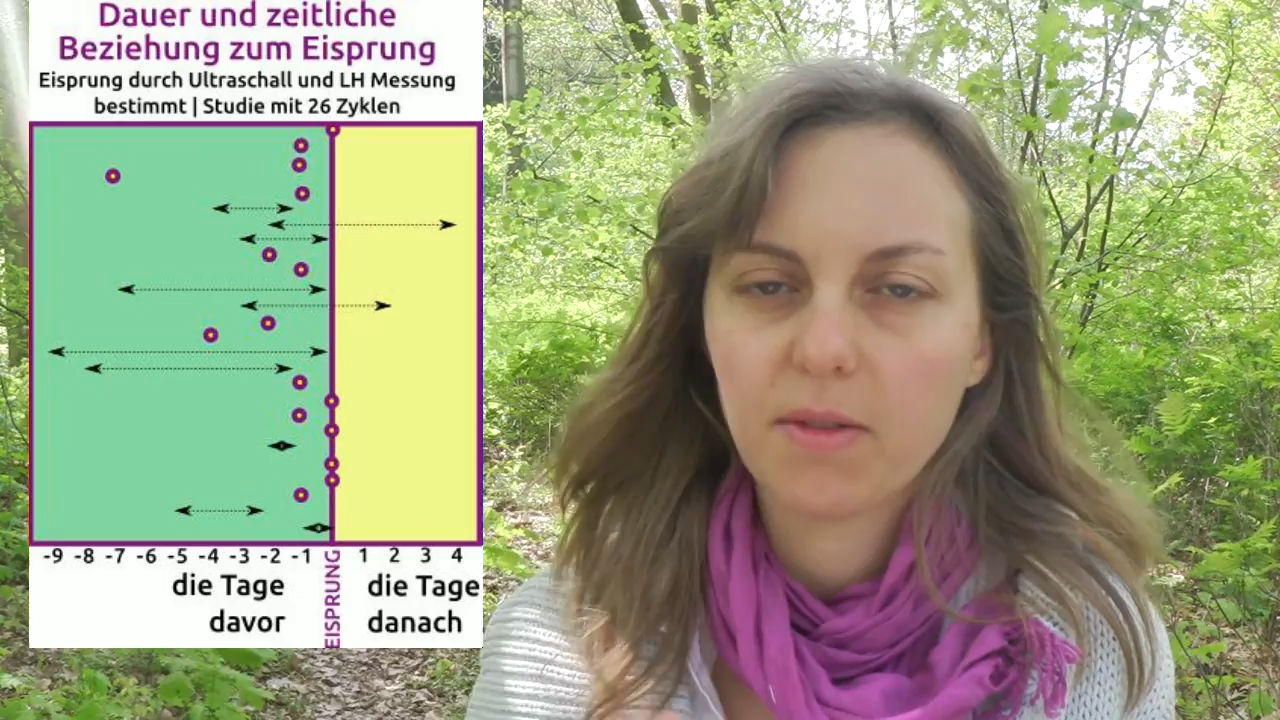 Dauer und zeitliche
Beziehung zum Eisprung
Eisprung durch Ultraschall und LH Messung
bestimmt | Studie mit 26 Zyklen
-9 -8 -7 -6 -5 -4 -3 -2 -1 EISPRUNG 1 2 3 4
die Tage
davor
die Tage
danach